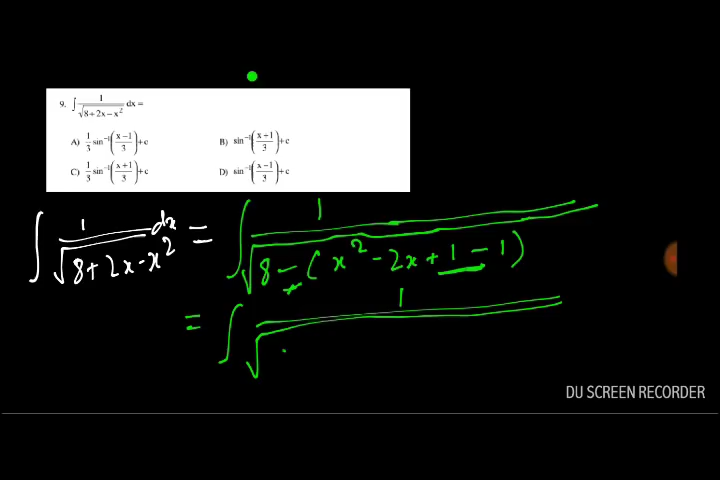 9. ∫ 1/√(8+2x−x²) dx =
A) 1/3 sin⁻¹((x−1)/3)+c B) sin⁻¹((x+1)/3)+c
C) 1/3 sin⁻¹((x+1)/3)+c D) sin⁻¹((x−1)/3)+c
∫ 1/√(8+2x−x²) dx = ∫ 1/√(8−(x²−2x+1−1))
= ∫ 1/√
DU SCREEN RECORDER